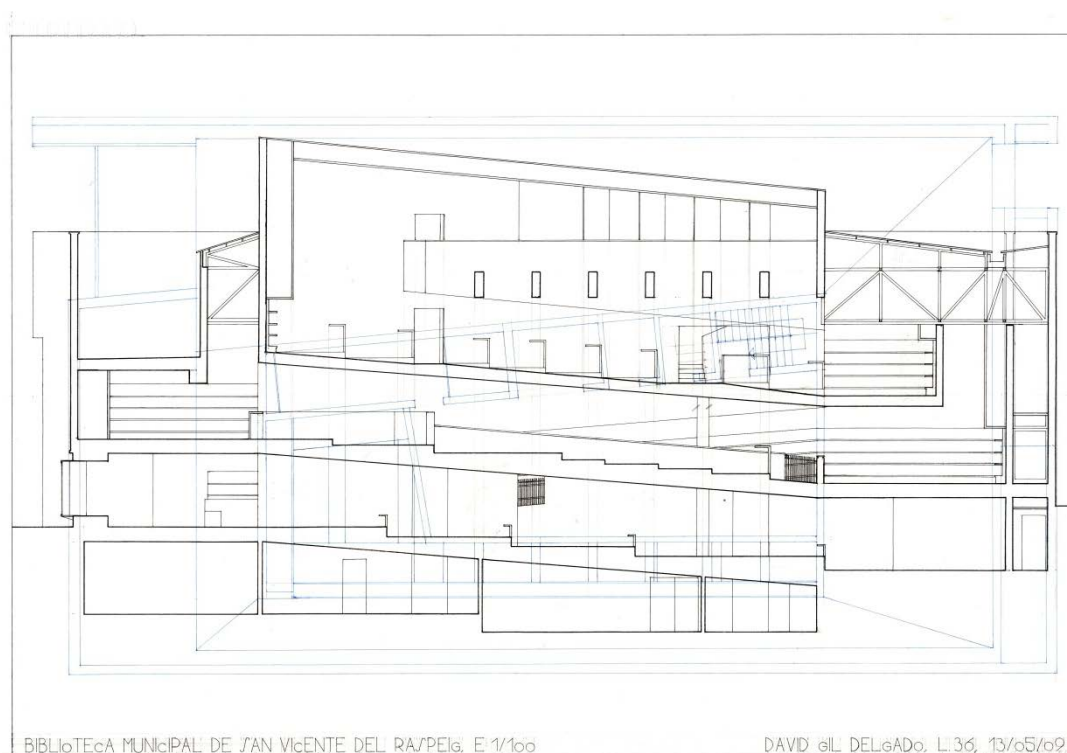 BIBLIOTECA MUNICIPAL DE SAN VICENTE DEL RASPEIG. E 1/100
DAVID GIL DELGADO. L.36, 13/05/09